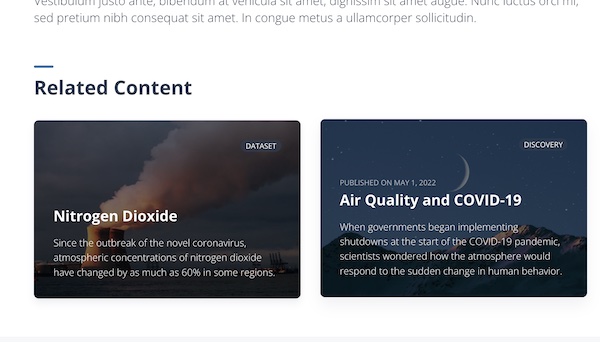 Vestibulum justo ante, bibendum at vehicula sit amet, dignissim sit amet augue. Nunc luctus orci mi,
sed pretium nibh consequat sit amet. In congue metus a ullamcorper sollicitudin.
Related Content
DATASET
Nitrogen Dioxide
Since the outbreak of the novel coronavirus,
atmospheric concentrations of nitrogen dioxide
have changed by as much as 60% in some regions.
DISCOVERY
PUBLISHED ON MAY 1, 2022
Air Quality and COVID-19
When governments began implementing
shutdowns at the start of the COVID-19 pandemic,
scientists wondered how the atmosphere would
respond to the sudden change in human behavior.